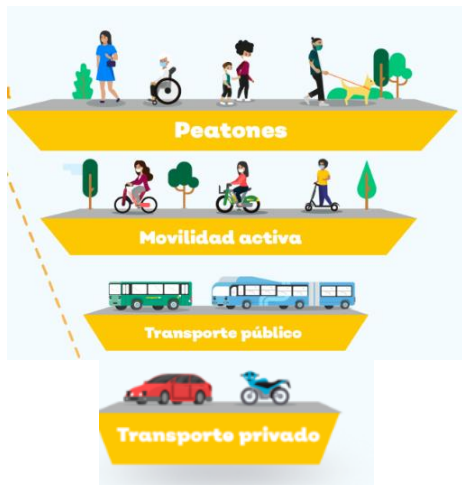 Peatones
Movilidad activa
Transporte público
Transporte privado